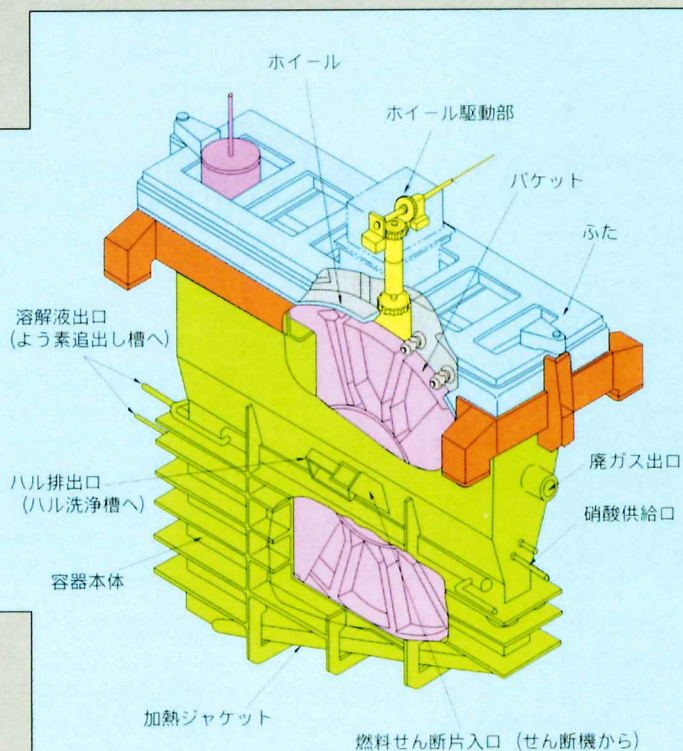 ホイール
ホイール駆動部
バケット
ふた
溶解液出口
(よう素追出し槽へ)
ハル排出口
(ハル洗浄槽へ)
廃ガス出口
硝酸供給口
容器本体
加熱ジャケット
燃料せん断片入口(せん断機から)